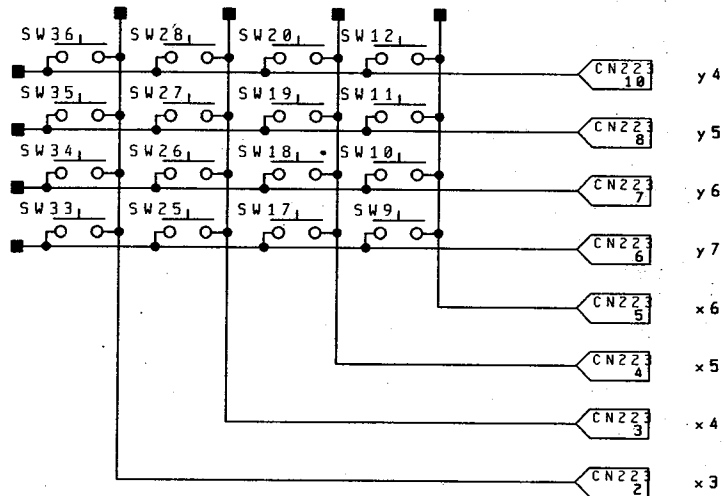 SW36 SW28 SW20 SW12
CN223
10 y4
SW35 SW27 SW19 SW11
CN223
8 y5
SW34 SW26 SW18 SW10
CN223
7 y6
SW33 SW25 SW17 SW9
CN223
6 y7
CN223
5 x6
CN223
4 x5
CN223
3 x4
CN223
2 x3